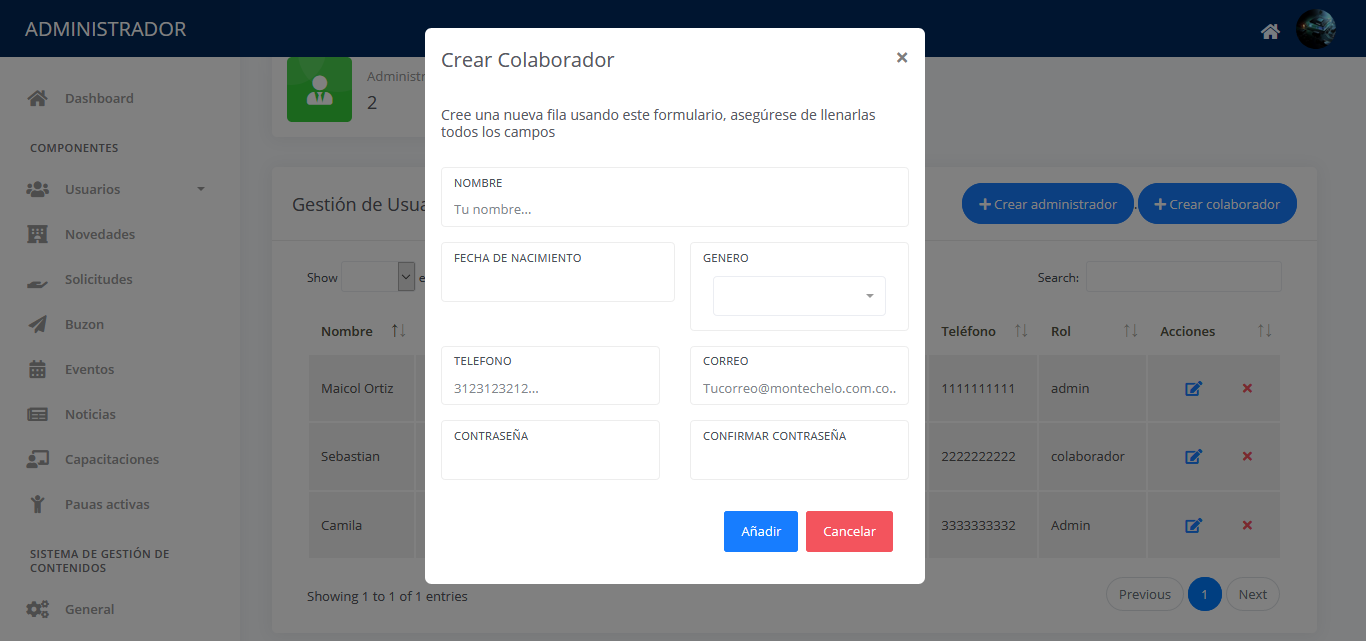 ADMINISTRADOR
Dashboard
COMPONENTES
Usuarios
Novedades
Solicitudes
Buzon
Eventos
Noticias
Capacitaciones
Pauas activas
SISTEMA DE GESTIÓN DE
CONTENIDOS
General
2
Gestión de
Crear administrador
.
Crear colaborador
Show
Search:
Nombre
Teléfono
Rol
Acciones
Maicol Ortiz
1111111111
admin
Sebastian
2222222222
colaborador
Camila
3333333332
Admin
Showing 1 to 1 of 1 entries
Previous
1
Next
Crear Colaborador
×
Cree una nueva fila usando este formulario, asegúrese de llenarlas
todos los campos
NOMBRE
Tu nombre...
FECHA DE NACIMIENTO
GENERO
TELEFONO
3123123212...
CORREO
Tucorreo@montechelo.com.co..
CONTRASEÑA
CONFIRMAR CONTRASEÑA
Añadir
Cancelar